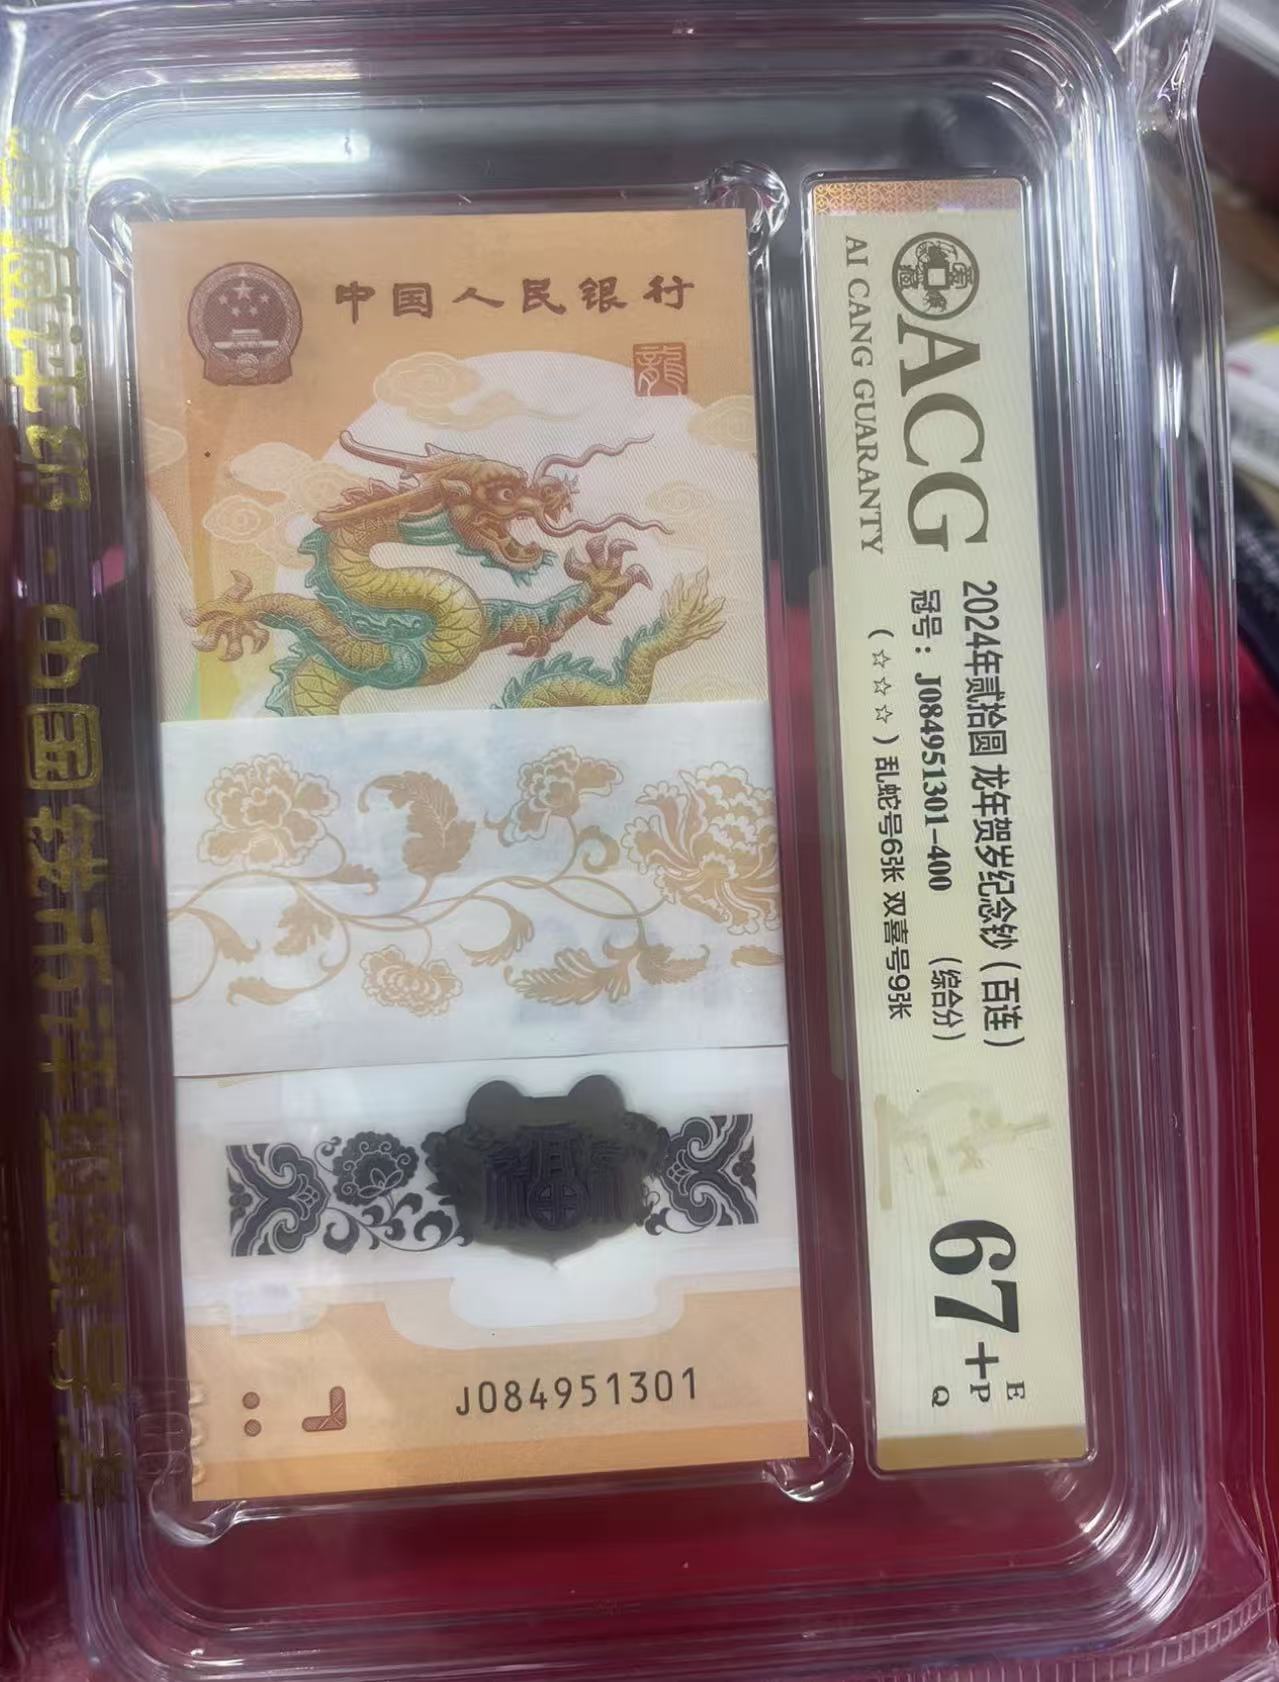 中国人民银行
龍
J084951301
ACG
AI CANG GUARANTY
2024年贰拾圆 龙年贺岁纪念钞（百连）
冠号：J084951301-400 （综合分）
（☆☆☆）乱蛇号6张 双喜号9张
67+
E
P
Q